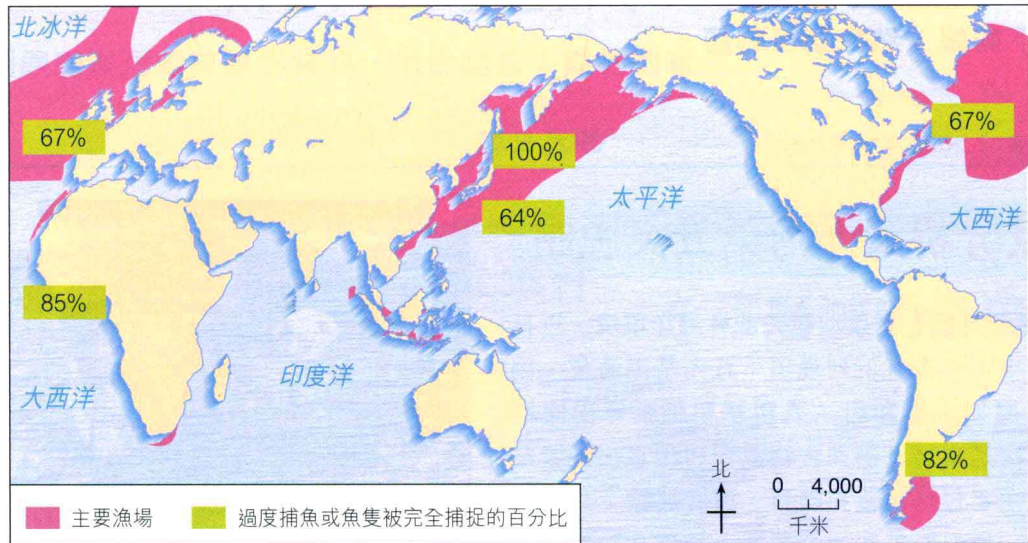 北冰洋
67%
100%
67%
太平洋
64%
大西洋
85%
印度洋
大西洋
82%
北
0 4,000
千米
主要漁場
過度捕魚或魚隻被完全捕捉的百分比